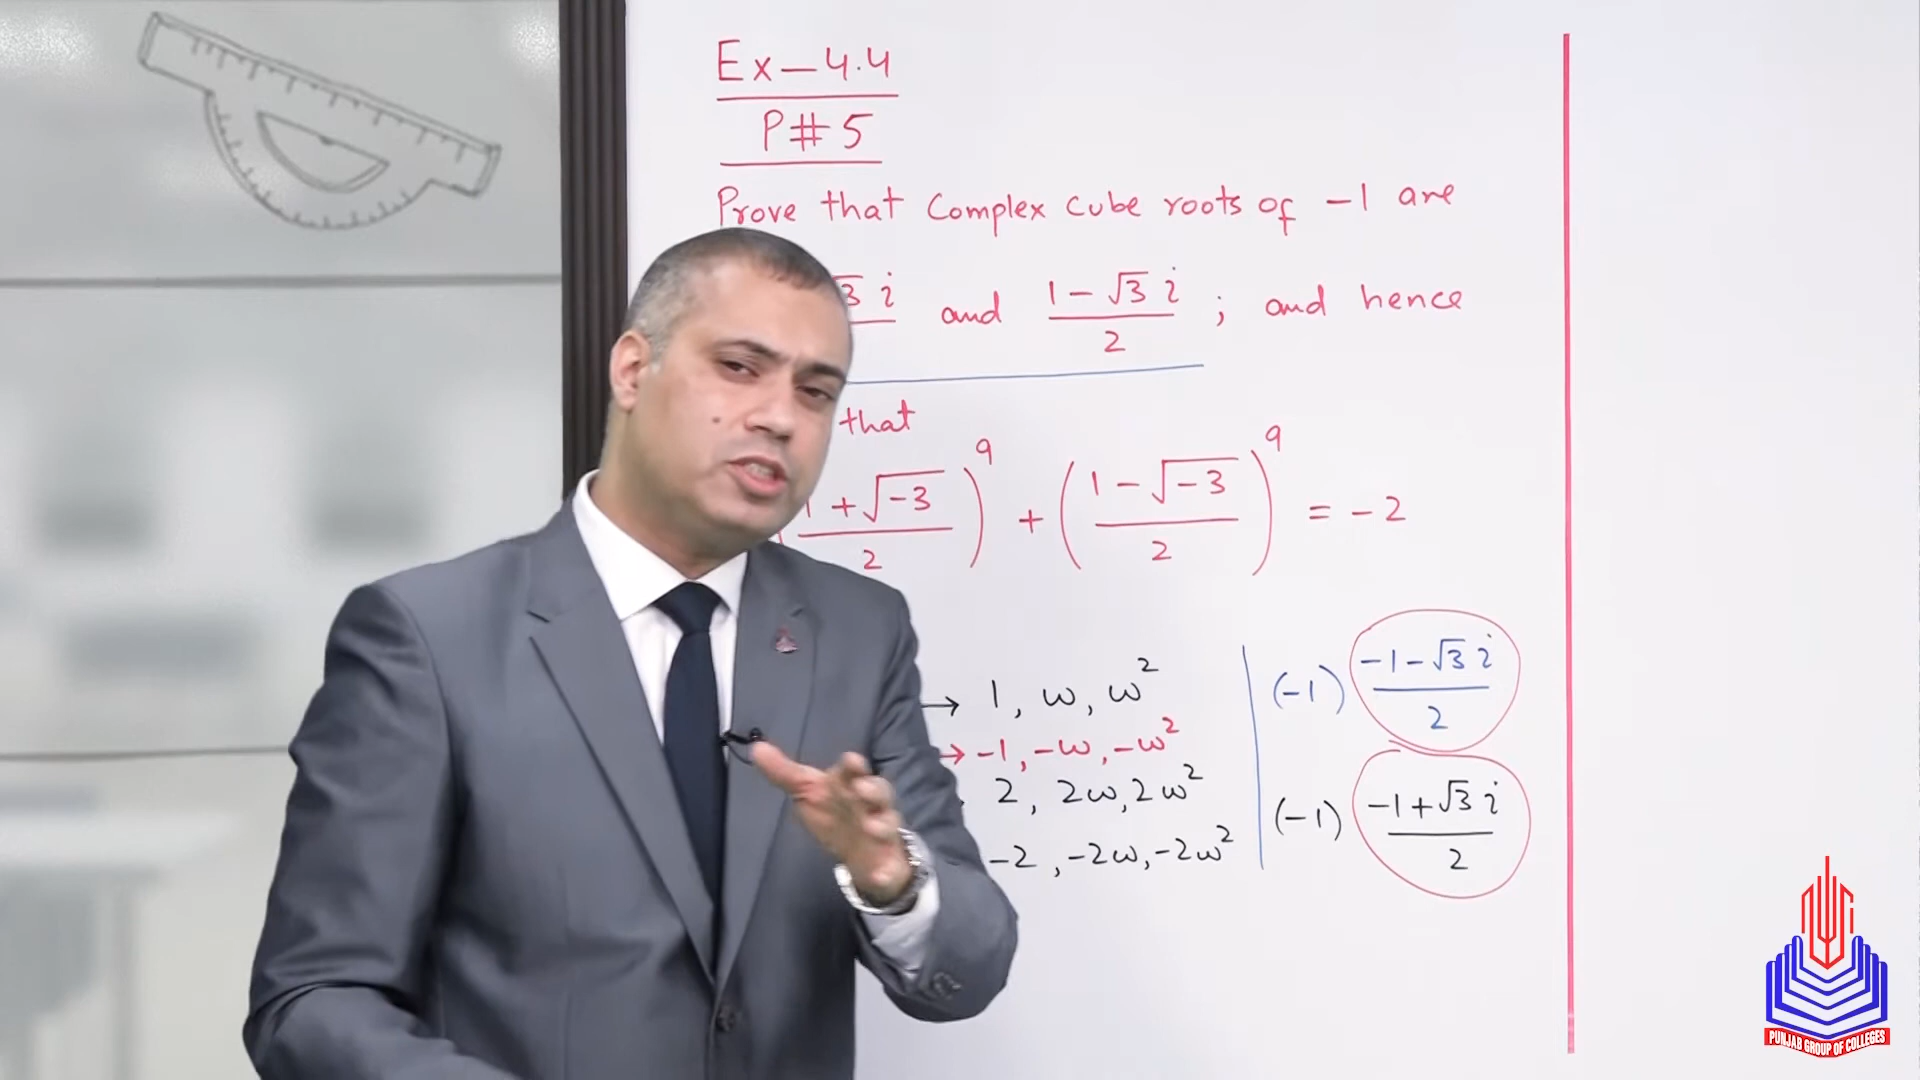 Ex-4.4
P#5
Prove that Complex cube roots of -1 are
3 i and (1-√3 i)/2 ; and hence
that
(1+√-3)/2)^9 + ((1-√-3)/2)^9 = -2
→ 1, ω, ω²
→ -1, -ω, -ω²
2, 2ω, 2ω²
-2, -2ω, -2ω²
(-1) (-1-√3 i)/2
(-1) (-1+√3 i)/2
PUNJAB GROUP OF COLLEGES